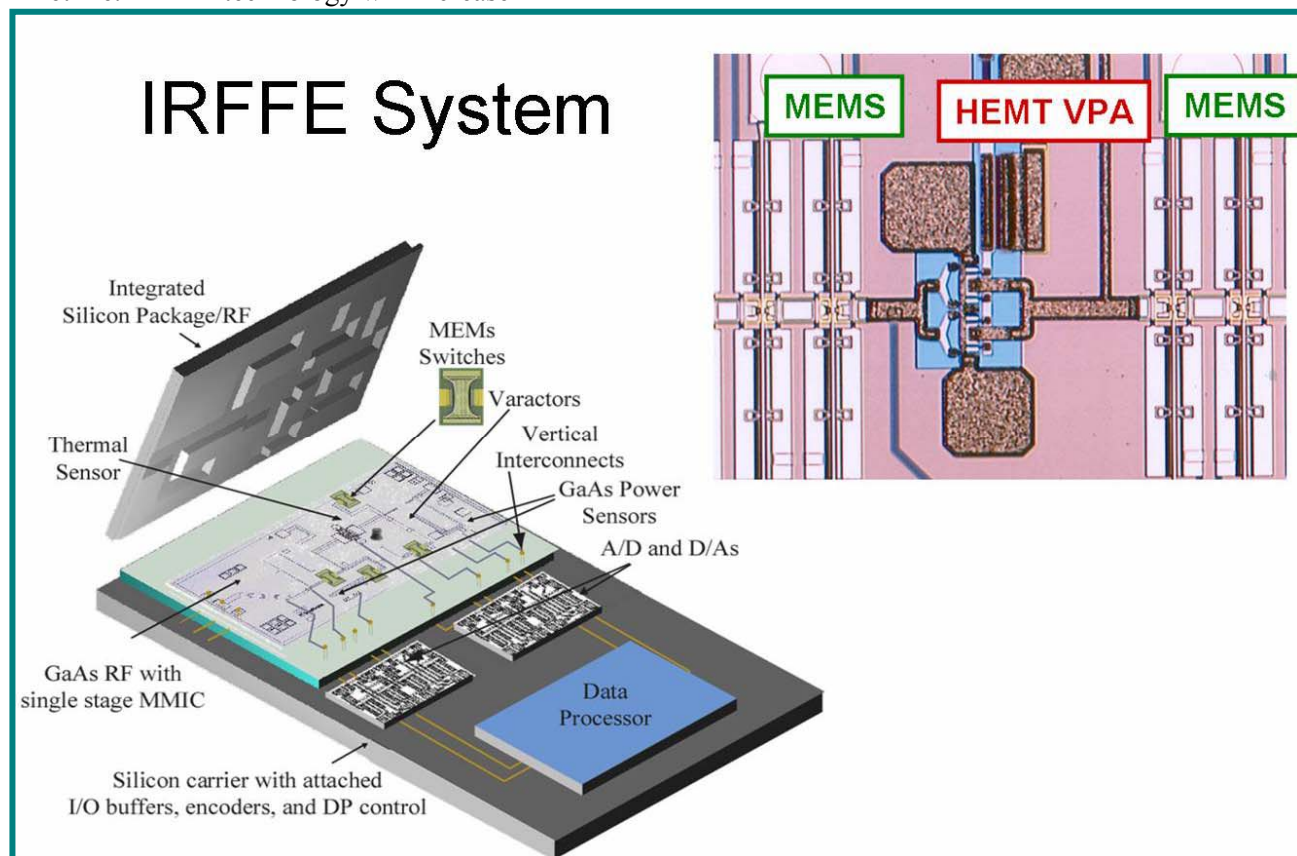 IRFFE System
MEMS
HEMT VPA
MEMS
Integrated
Silicon Package/RF
MEMs
Switches
Varactors
Thermal
Sensor
Vertical
Interconnects
GaAs Power
Sensors
A/D and D/As
GaAs RF with
single stage MMIC
Data
Processor
Silicon carrier with attached
I/O buffers, encoders, and DP control